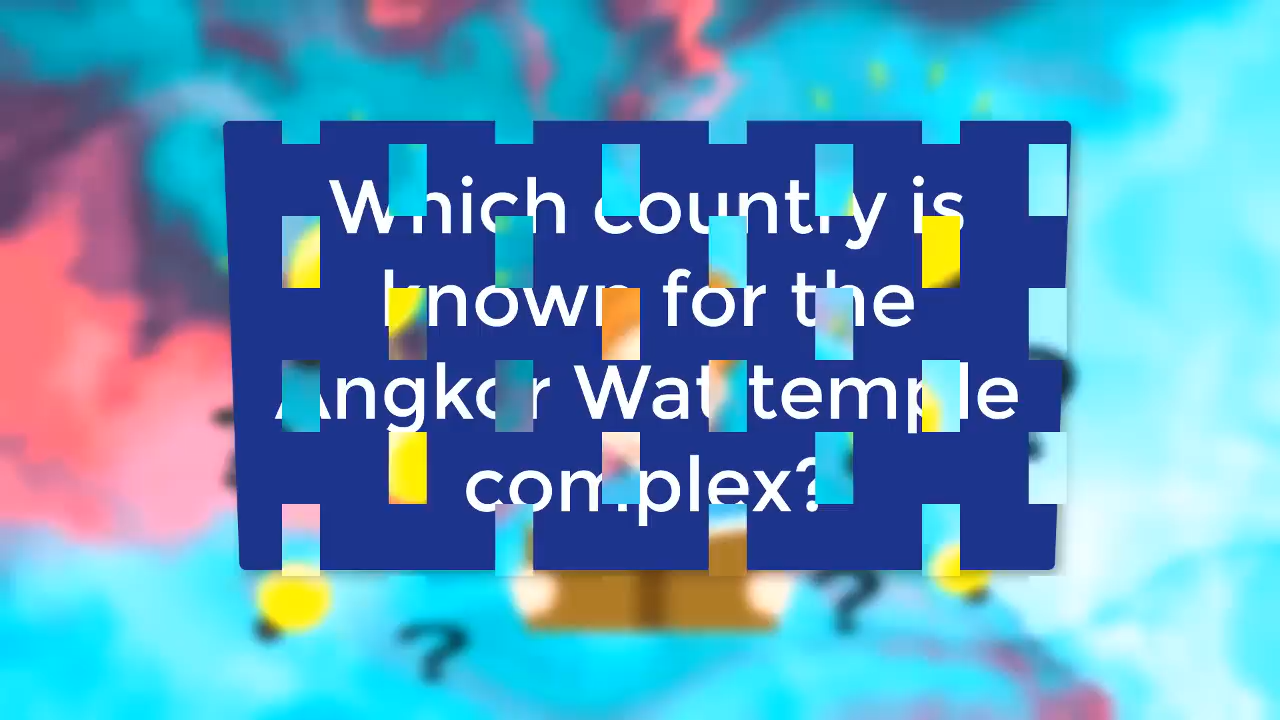 Which country is
known for the
Angkor Wat temple
complex?